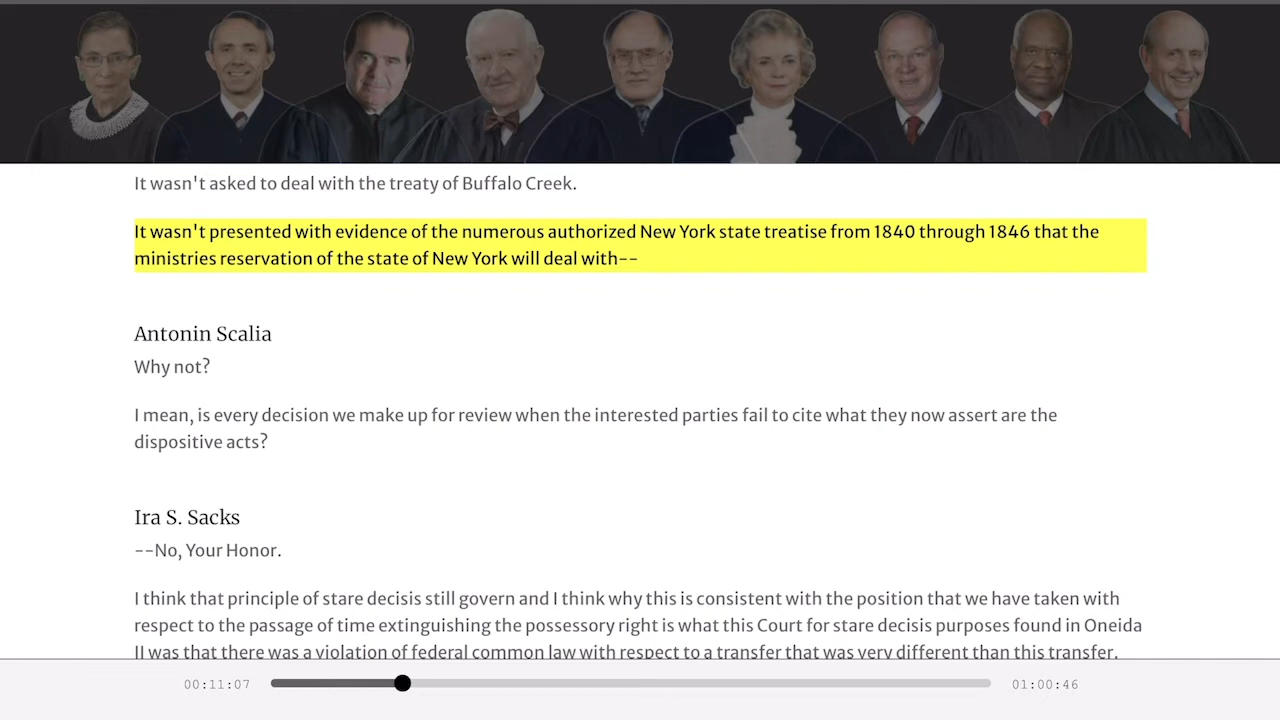 It wasn't asked to deal with the treaty of Buffalo Creek.
It wasn't presented with evidence of the numerous authorized New York state treatise from 1840 through 1846 that the
ministries reservation of the state of New York will deal with--
Antonin Scalia
Why not?
I mean, is every decision we make up for review when the interested parties fail to cite what they now assert are the
dispositive acts?
Ira S. Sacks
--No, Your Honor.
I think that principle of stare decisis still govern and I think why this is consistent with the position that we have taken with
respect to the passage of time extinguishing the possessory right is what this Court for stare decisis purposes found in Oneida
II was that there was a violation of federal common law with respect to a transfer that was very different than this transfer.
00:11:07
01:00:46